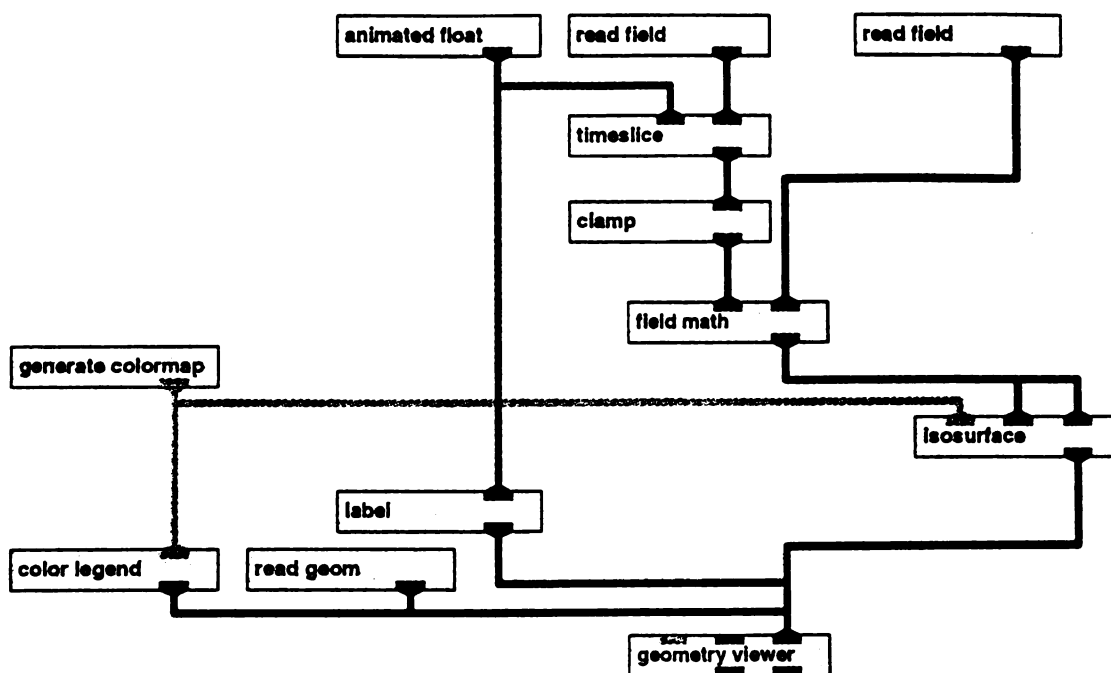 animated float
read field
read field
timeslice
clamp
field math
generate colormap
isosurface
label
color legend
read geom
geometry viewer